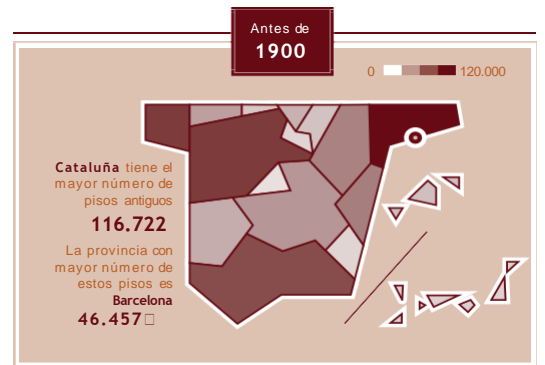 Antes de
1900
0 120.000
Cataluña tiene el
mayor número de
pisos antiguos
116.722
La provincia con
mayor número de
estos pisos es
Barcelona
46.457□